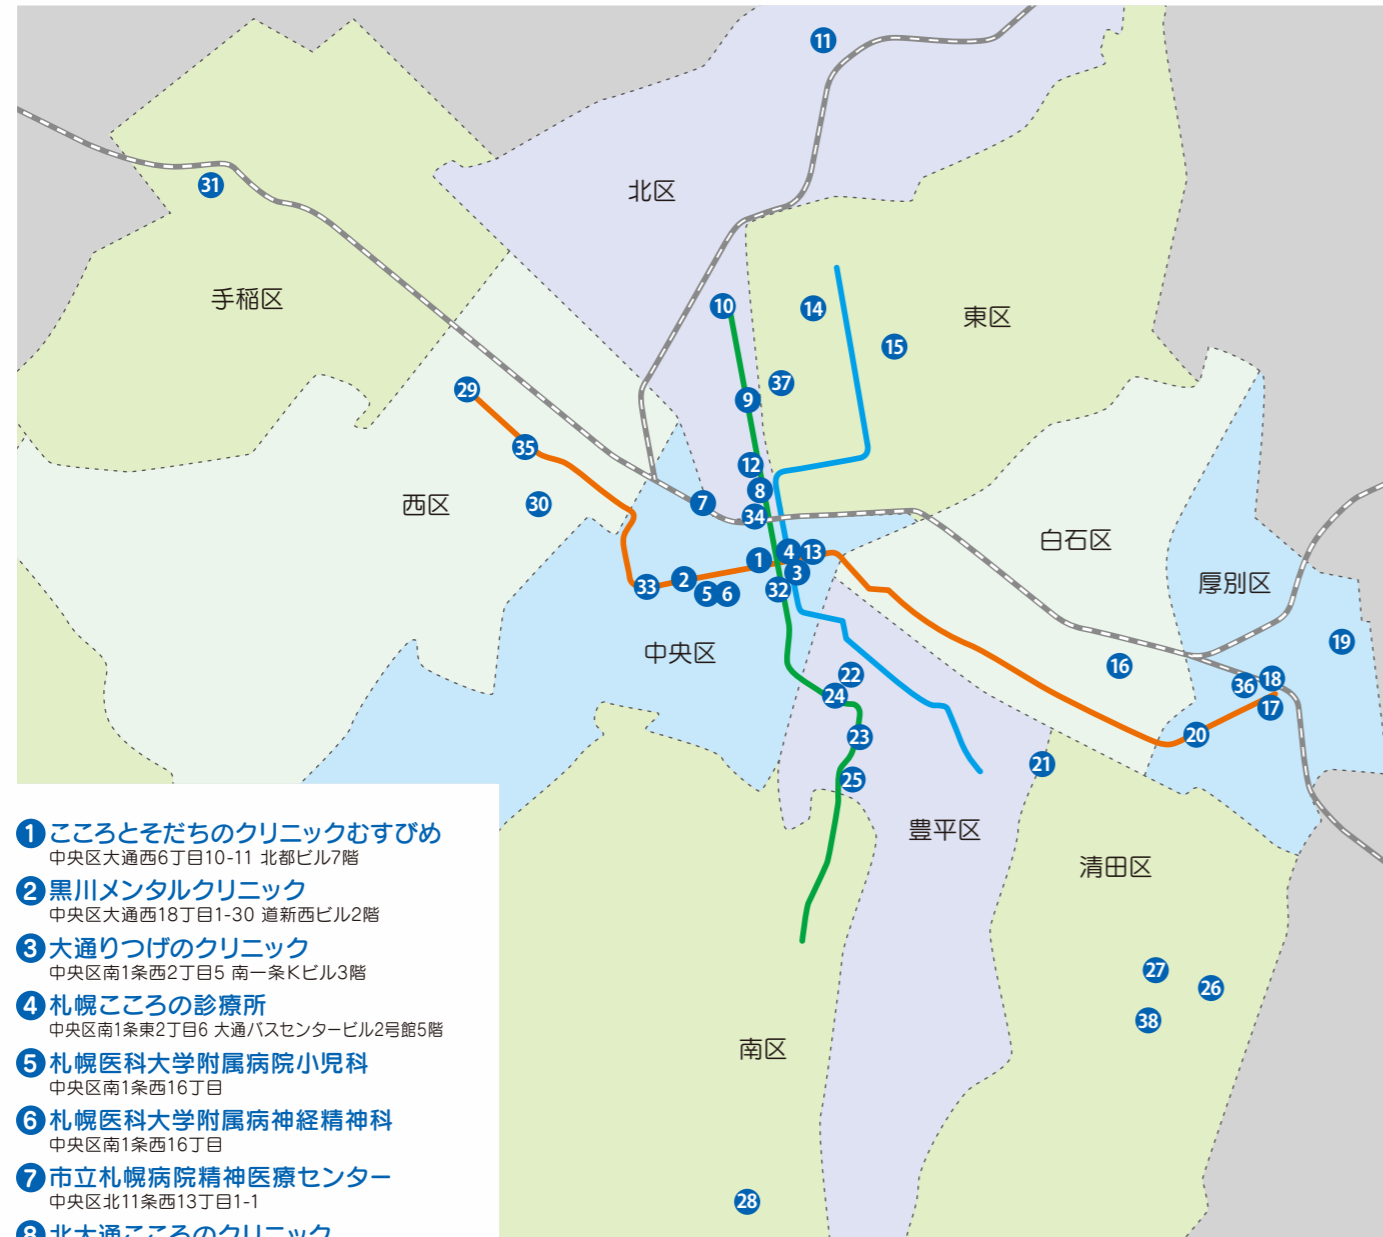 11
北区
31
手稲区
10
14
東区
15
37
29
9
35
12
西区
30
7
8
34
白石区
1
4
13
3
厚別区
33
2
5
6
32
中央区
19
16
22
36
18
24
17
23
20
25
21
豊平区
清田区
27
26
38
南区
28
1 こころとそだちのクリニックむすびめ
中央区大通西6丁目10-11 北都ビル7階
2 黒川メンタルクリニック
中央区大通西18丁目1-30 道新西ビル2階
3 大通りつげのクリニック
中央区南1条西2丁目5 南一条Kビル3階
4 札幌こころの診療所
中央区南1条東2丁目6 大通バスセンタービル2号館5階
5 札幌医科大学附属病院小児科
中央区南1条西16丁目
6 札幌医科大学附属病神経精神科
中央区南1条西16丁目
7 市立札幌病院精神医療センター
中央区北11条西13丁目1-1
8 北大通こころのクリニック